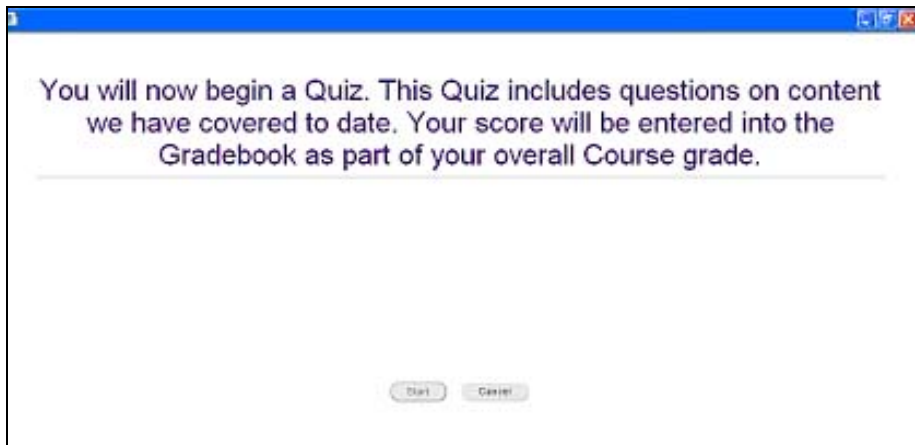 You will now begin a Quiz. This Quiz includes questions on content
we have covered to date. Your score will be entered into the
Gradebook as part of your overall Course grade.
Start Cancel